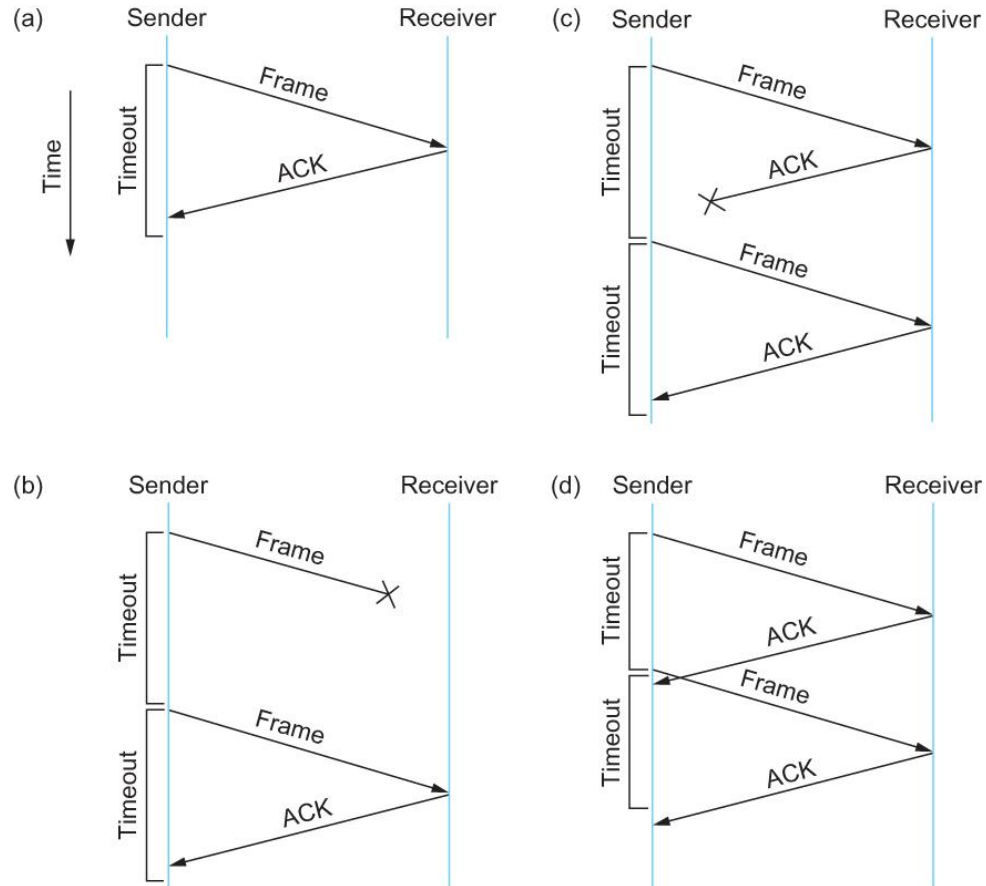 (a)
Sender
Receiver
Time
Timeout
Frame
ACK
(c)
Sender
Receiver
Timeout
Frame
ACK
Timeout
Frame
ACK
(b)
Sender
Receiver
Timeout
Frame
Timeout
Frame
ACK
(d)
Sender
Receiver
Timeout
Frame
ACK
Timeout
Frame
ACK